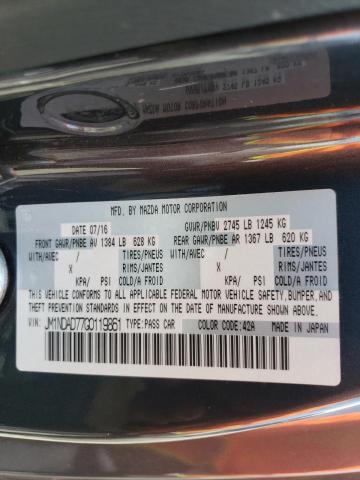 MFD. BY MAZDA MOTOR CORPORATION
DATE 07/16 GVWR/PNBV 2745 LB 1245 KG
FRONT GAWR/PNBE AV 1384 LB 628 KG REAR GAWR/PNBE AR 1367 LB 620 KG
WITH/AVEC TIRES/PNEUS WITH/AVEC TIRES/PNEUS
X RIMS/JANTES X RIMS/JANTES
KPA/ PSI COLD/A FROID KPA/ PSI COLD/A FROID
THIS VEHICLE CONFORMS TO ALL APPLICABLE FEDERAL MOTOR VEHICLE SAFETY, BUMPER, AND
THEFT PREVENTION STANDARDS IN EFFECT ON THE DATE OF MANUFACTURE SHOWN ABOVE.
VIN: JM1NDAD77G0119861 TYPE:PASS CAR COLOR CODE:42A MADE IN JAPAN